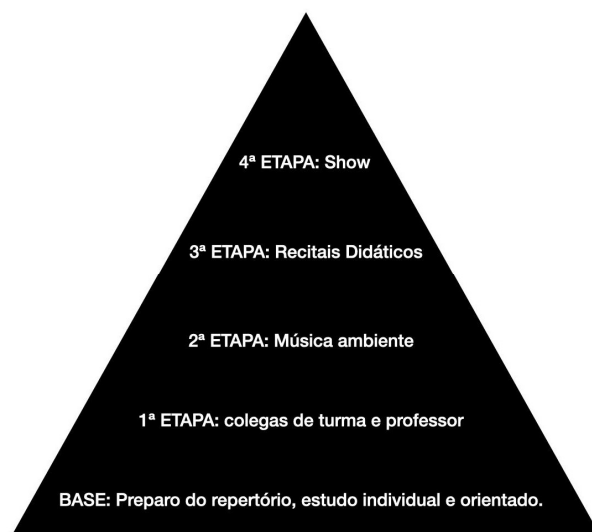 4ª ETAPA: Show
3ª ETAPA: Recitais Didáticos
2ª ETAPA: Música ambiente
1ª ETAPA: colegas de turma e professor
BASE: Preparo do repertório, estudo individual e orientado.